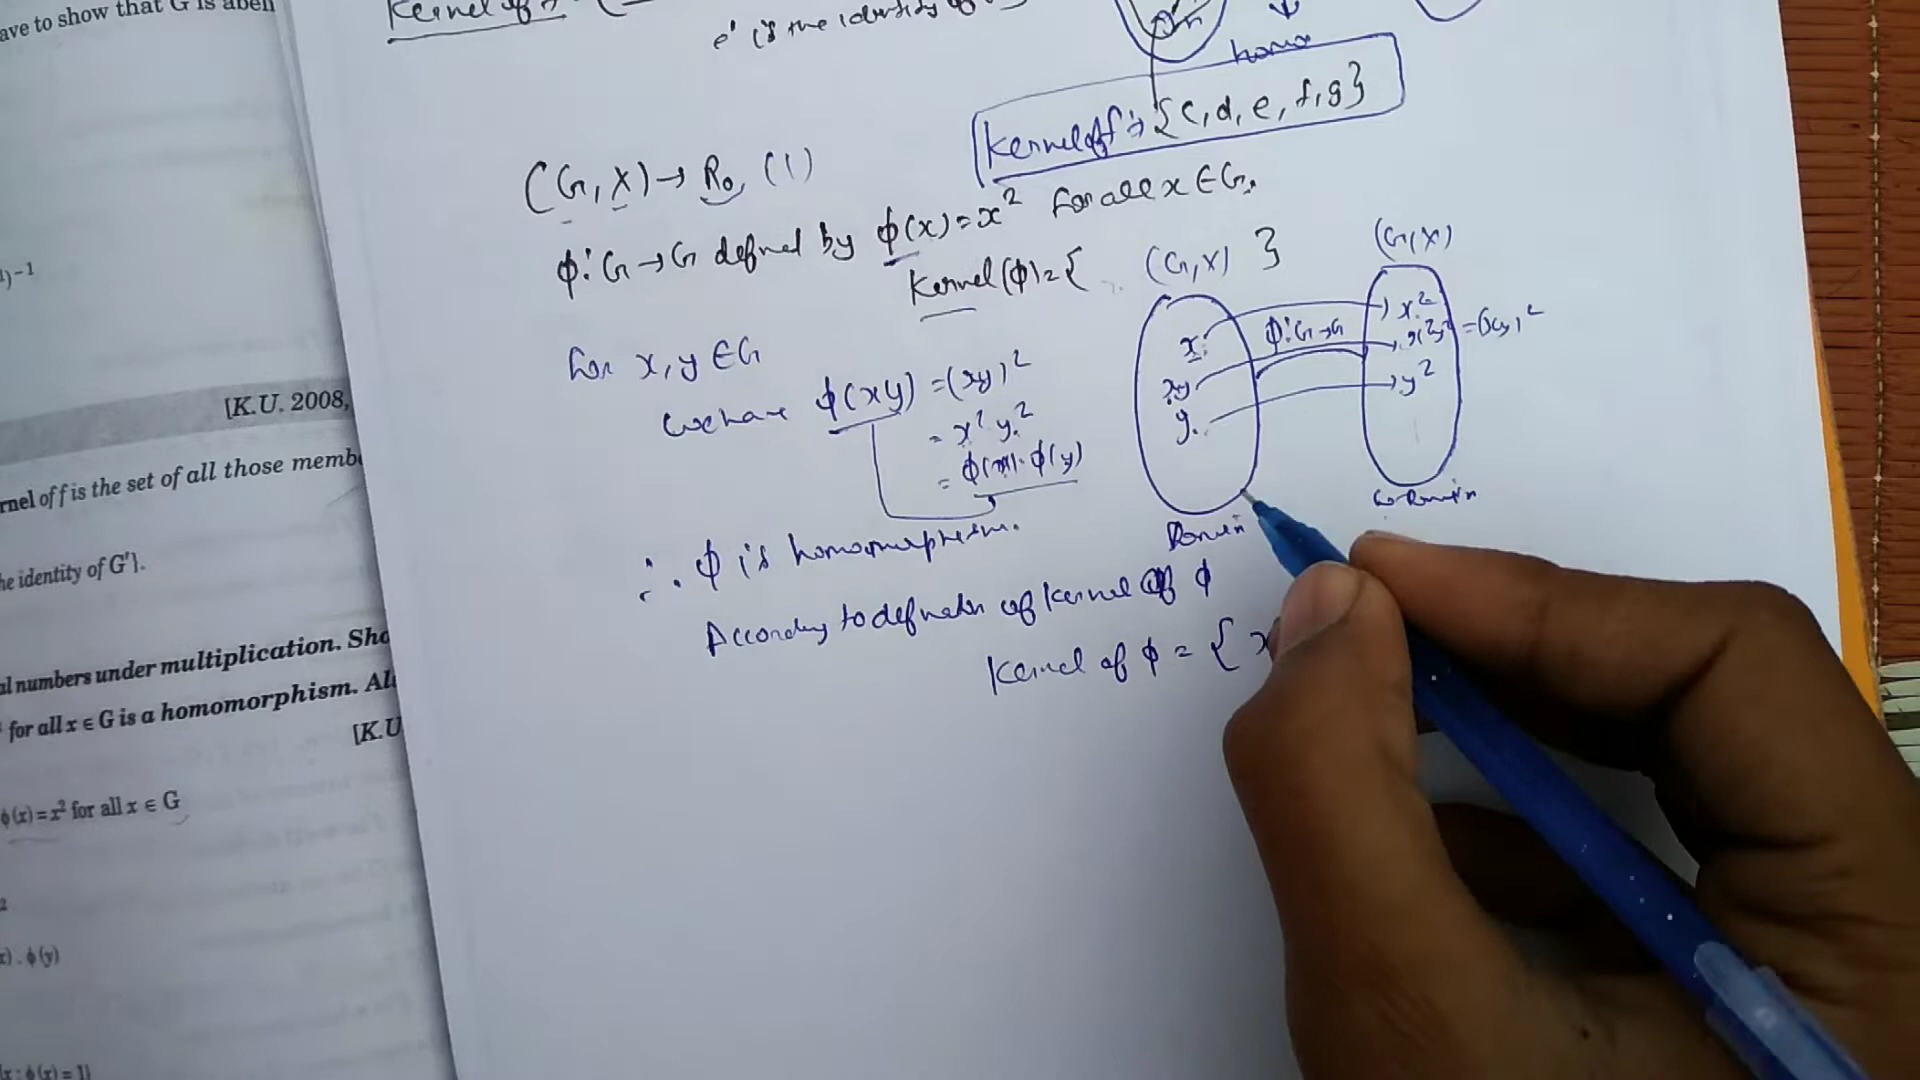 ave to show that G is abeli
)⁻¹
[K.U. 2008,
rnel of f is the set of all those memb
he identity of G'}.
al numbers under multiplication. Sho
for all x ∈ G is a homomorphism. Al
[K.U
ϕ(x) = x² for all x ∈ G
2
x) . ϕ(y)
x : ϕ(x) = 1}
Kernel of
e' is the identity of
homo
Kernel of f = {c, d, e, f, g}
(G, x) → R₀, (1)
ϕ: G → G defined by ϕ(x) = x² for all x ∈ G.
Kernel (ϕ) = { }
(G, x)
(G, x)
x.
xy
y.
ϕ: G → G
x²
x²y² = (xy)²
y²
Domain
Co-Domain
for x, y ∈ G
we have ϕ(xy) = (xy)²
= x² y²
= ϕ(x) . ϕ(y)
∴ ϕ is homomorphism.
According to definition of kernel of ϕ
Kernel of ϕ = { x